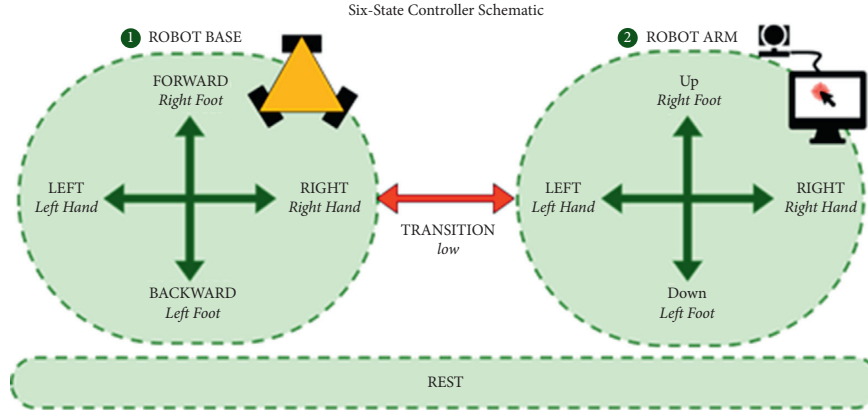 Six-State Controller Schematic
1 ROBOT BASE
FORWARD
Right Foot
LEFT
Left Hand
RIGHT
Right Hand
BACKWARD
Left Foot
TRANSITION
low
2 ROBOT ARM
Up
Right Foot
LEFT
Left Hand
RIGHT
Right Hand
Down
Left Foot
REST